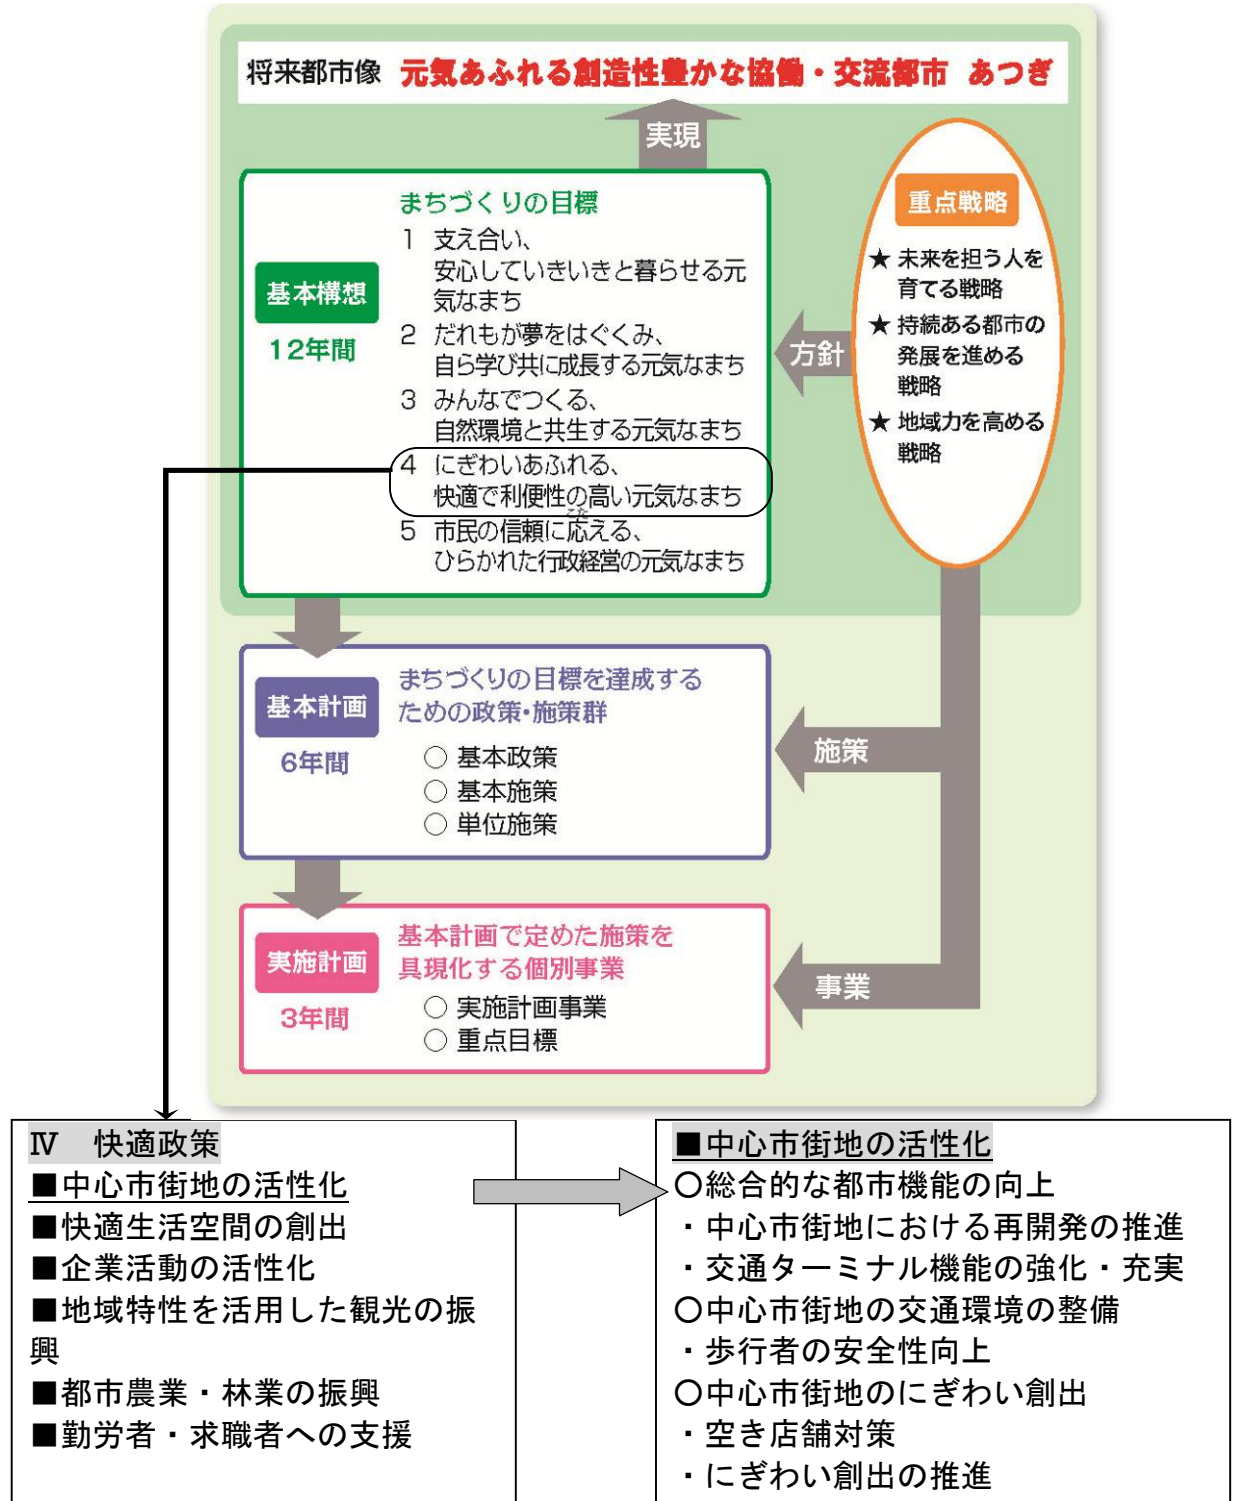 将来都市像 元気あふれる創造性豊かな協働・交流都市 あつぎ
実現
基本構想
12年間
まちづくりの目標
1 支え合い、
安心していきいきと暮らせる元
気なまち
2 だれもが夢をはぐくみ、
自ら学び共に成長する元気なまち
3 みんなでつくる、
自然環境と共生する元気なまち
4 にぎわいあふれる、
快適で利便性の高い元気なまち
5 市民の信頼に応える、
こた
ひらかれた行政経営の元気なまち
方針
重点戦略
★ 未来を担う人を
育てる戦略
★ 持続ある都市の
発展を進める
戦略
★ 地域力を高める
戦略
基本計画
6年間
まちづくりの目標を達成する
ための政策・施策群
○ 基本政策
○ 基本施策
○ 単位施策
施策
実施計画
3年間
基本計画で定めた施策を
具現化する個別事業
○ 実施計画事業
○ 重点目標
事業
Ⅳ 快適政策
■中心市街地の活性化
■快適生活空間の創出
■企業活動の活性化
■地域特性を活用した観光の振
興
■都市農業・林業の振興
■勤労者・求職者への支援
■中心市街地の活性化
○総合的な都市機能の向上
・中心市街地における再開発の推進
・交通ターミナル機能の強化・充実
○中心市街地の交通環境の整備
・歩行者の安全性向上
○中心市街地のにぎわい創出
・空き店舗対策
・にぎわい創出の推進